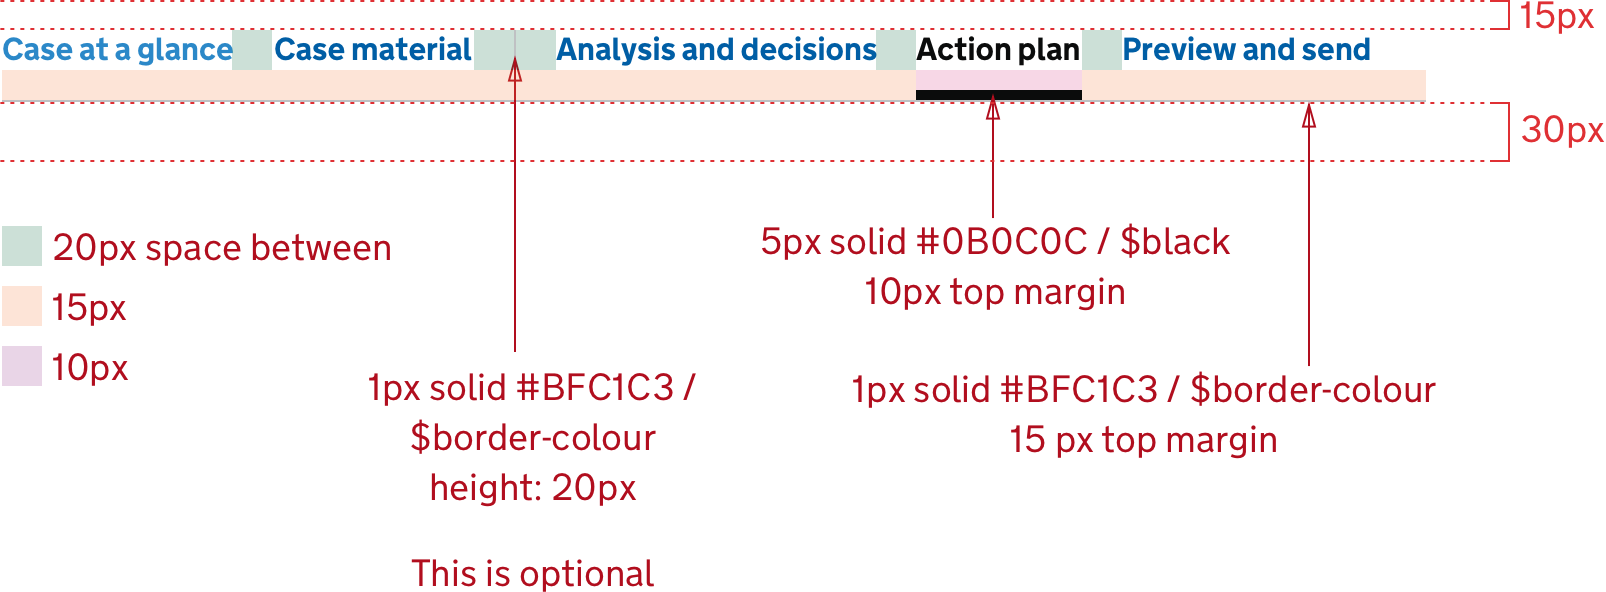 15px
Case at a glance Case material Analysis and decisions Action plan Preview and send
30px
20px space between
15px
10px
5px solid #0B0C0C / $black
10px top margin
1px solid #BFC1C3 /
$border-colour
height: 20px
This is optional
1px solid #BFC1C3 / $border-colour
15 px top margin